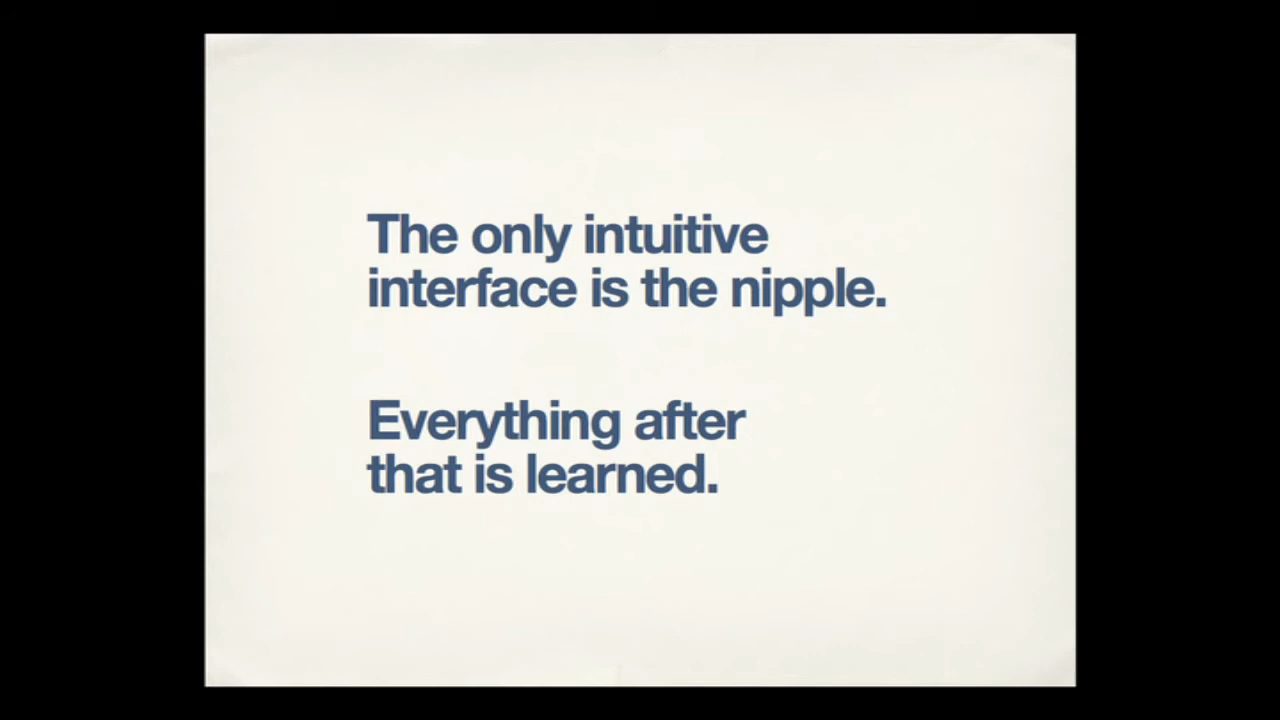 The only intuitive
interface is the nipple.
Everything after
that is learned.